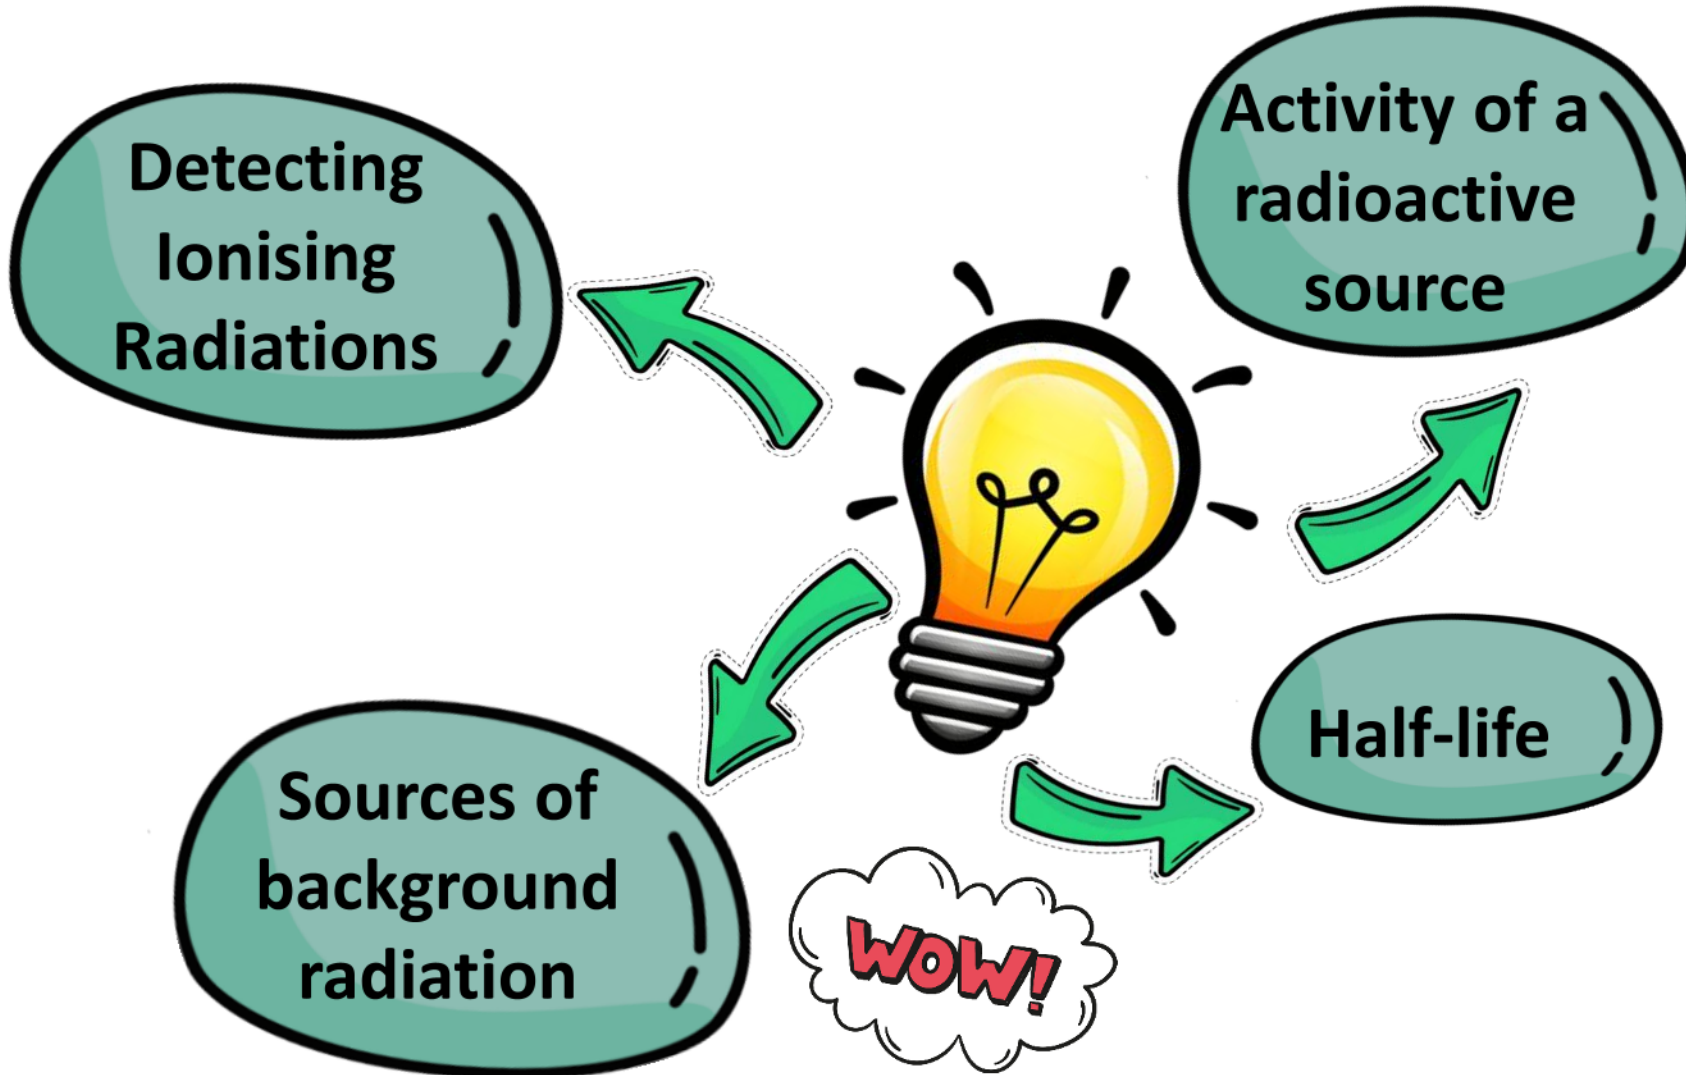 Detecting
Ionising
Radiations
Activity of a
radioactive
source
Sources of
background
radiation
Half-life
WOW!